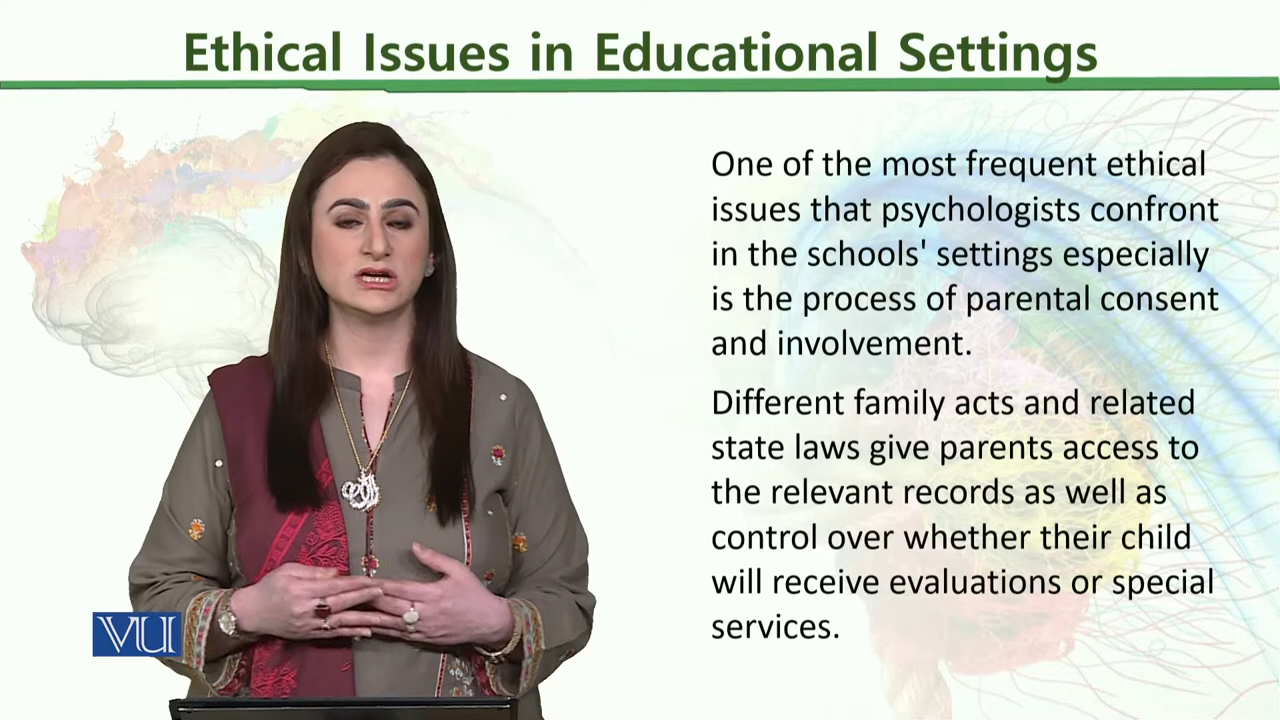 Ethical Issues in Educational Settings
One of the most frequent ethical
issues that psychologists confront
in the schools' settings especially
is the process of parental consent
and involvement.
Different family acts and related
state laws give parents access to
the relevant records as well as
control over whether their child
will receive evaluations or special
services.
VU